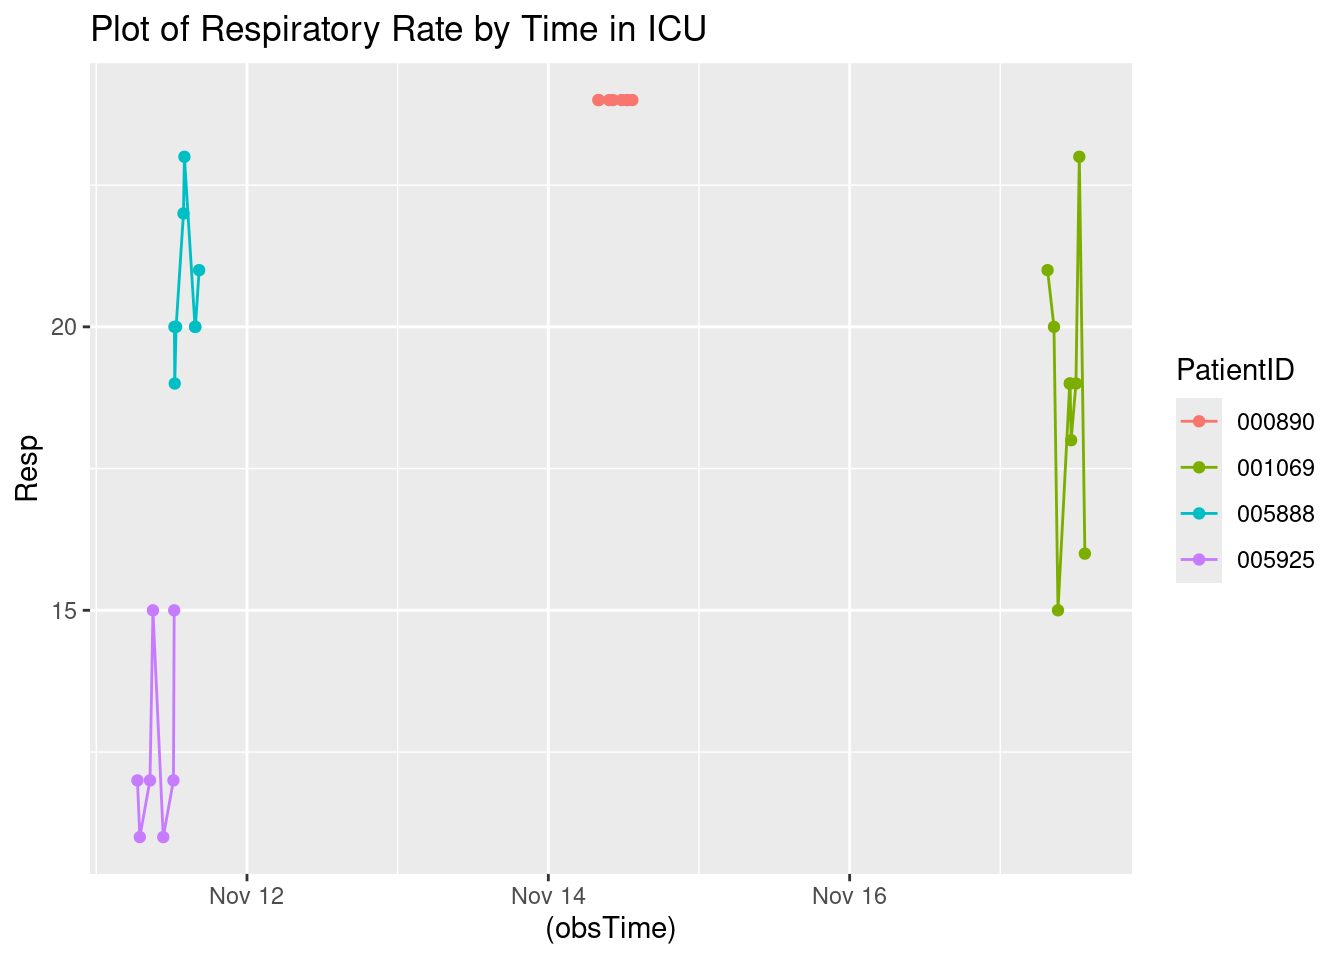 Plot of Respiratory Rate by Time in ICU
Resp
20
15
Nov 12
Nov 14
Nov 16
(obsTime)
PatientID
000890
001069
005888
005925